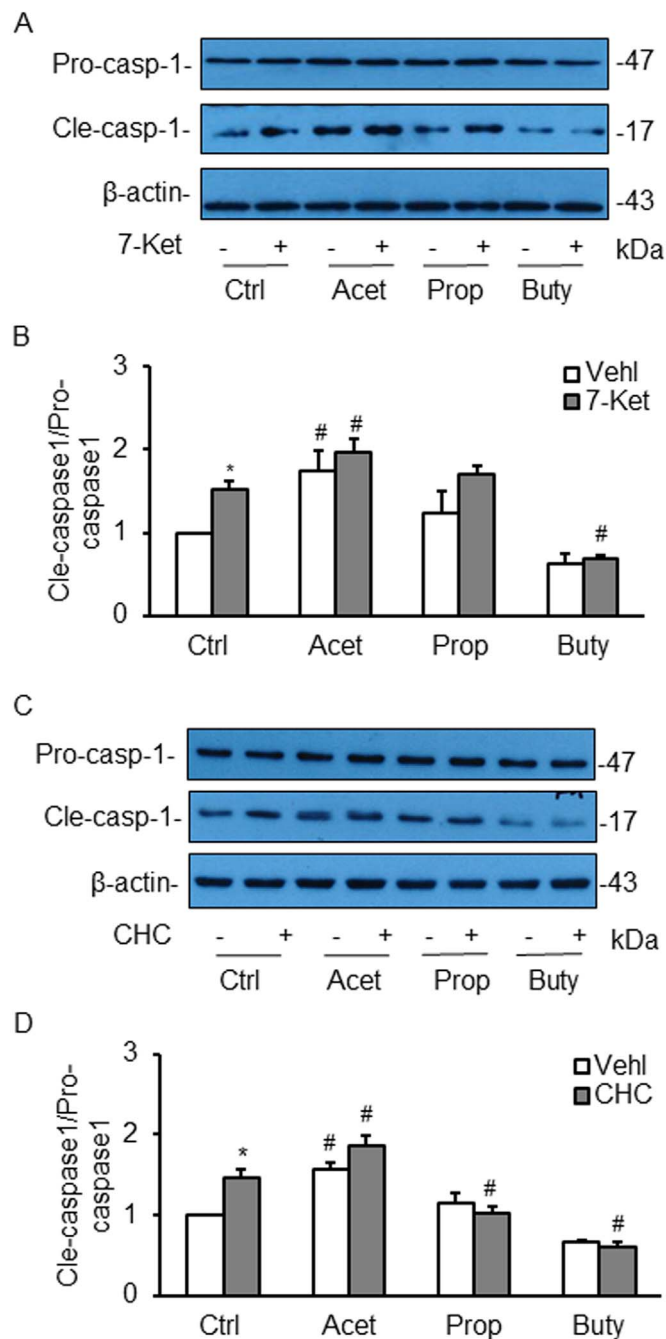 A
Pro-casp-1-
-47
Cle-casp-1-
-17
β-actin-
-43
7-Ket - + - + - + - + kDa
Ctrl Acet Prop Buty
B
Cle-caspase1/Pro-
caspase1
3
2
1
0
Vehl
7-Ket
* # # #
Ctrl Acet Prop Buty
C
Pro-casp-1-
-47
Cle-casp-1-
-17
β-actin-
-43
CHC - + - + - + - + kDa
Ctrl Acet Prop Buty
D
Cle-caspase1/Pro-
caspase1
3
2
1
0
Vehl
CHC
* # # # #
Ctrl Acet Prop Buty